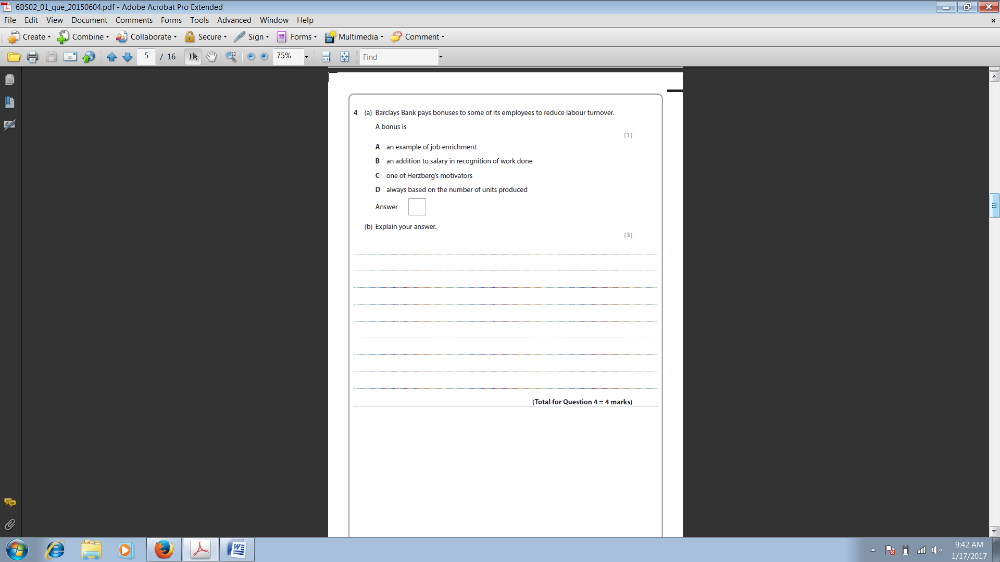 6BS02_01_que_20150604.pdf - Adobe Acrobat Pro Extended
File Edit View Document Comments Forms Tools Advanced Window Help
Create Combine Collaborate Secure Sign Forms Multimedia Comment
5 / 16 75% Find
4 (a) Barclays Bank pays bonuses to some of its employees to reduce labour turnover.
A bonus is
(1)
A an example of job enrichment
B an addition to salary in recognition of work done
C one of Herzberg's motivators
D always based on the number of units produced
Answer
(b) Explain your answer.
(3)
(Total for Question 4 = 4 marks)
9:42 AM
1/17/2017